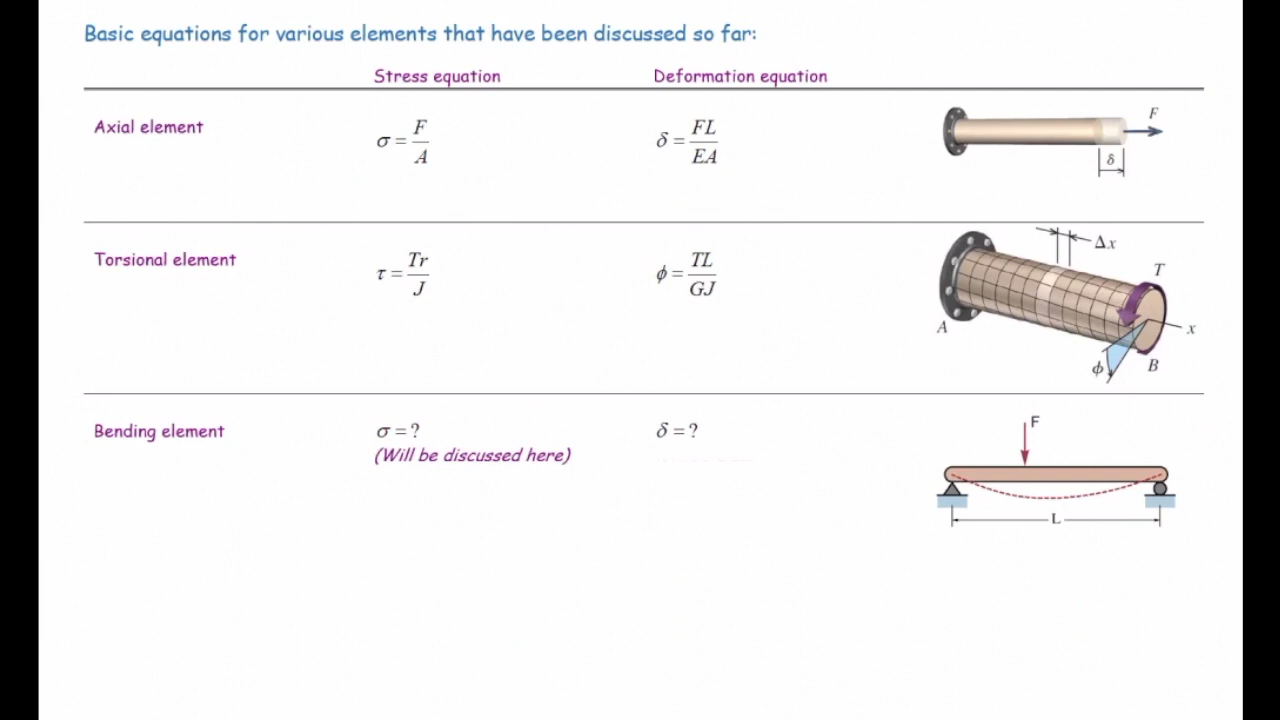 Basic equations for various elements that have been discussed so far:
Stress equation Deformation equation
Axial element σ = F/A δ = FL/EA F
δ
Torsional element τ = Tr/J ϕ = TL/GJ Δx
T
A x
ϕ B
Bending element σ = ? δ = ? F
(Will be discussed here)
L